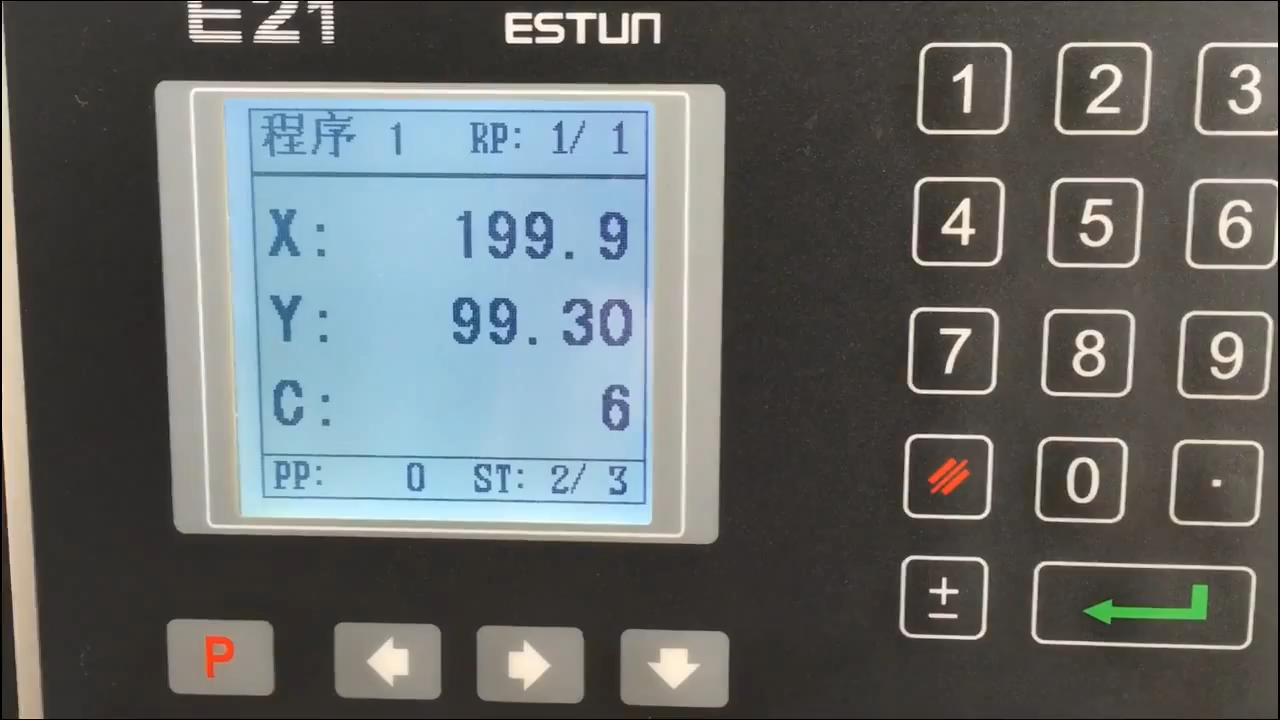 E21 ESTUN
程序 1 RP: 1/ 1
X: 199.9
Y: 99.30
C: 6
PP: 0 ST: 2/ 3
1 2 3
4 5 6
7 8 9
0 .
±
P